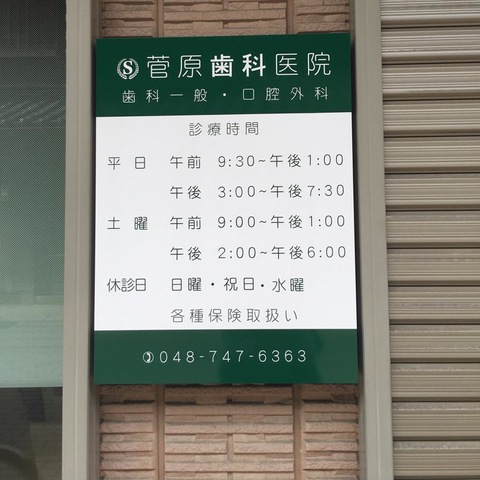 S 菅原歯科医院
歯科一般・口腔外科
診療時間
平日 午前 9:30~午後1:00
午後 3:00~午後7:30
土曜 午前 9:00~午後1:00
午後 2:00~午後6:00
休診日 日曜・祝日・水曜
各種保険取扱い
048-747-6363